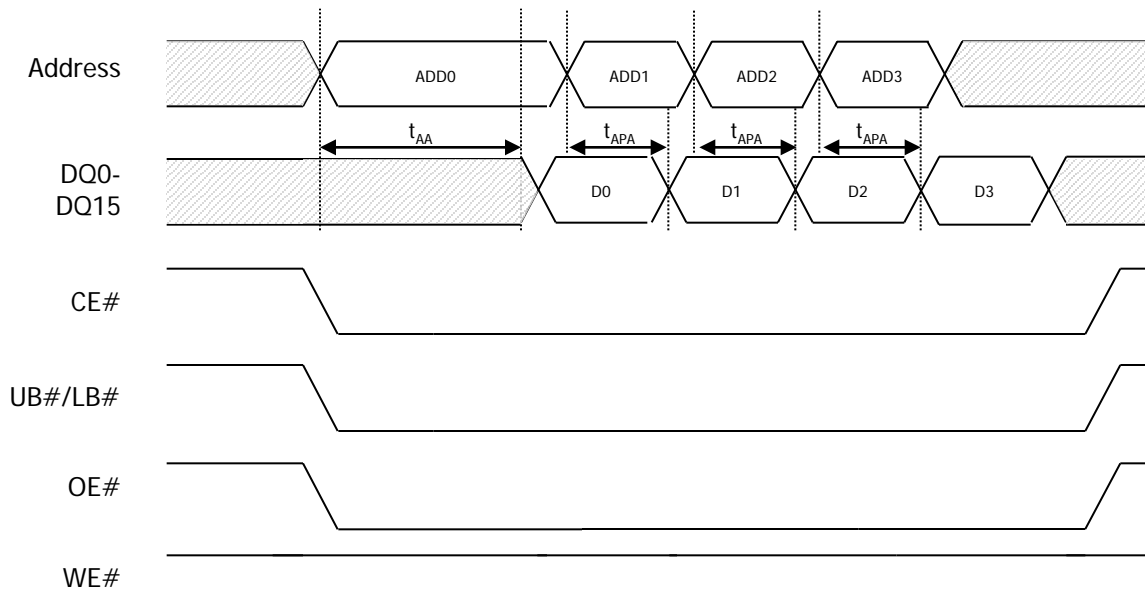 Address
ADD0
ADD1
ADD2
ADD3
tAA
tAPA
tAPA
tAPA
DQ0-
DQ15
D0
D1
D2
D3
CE#
UB#/LB#
OE#
WE#